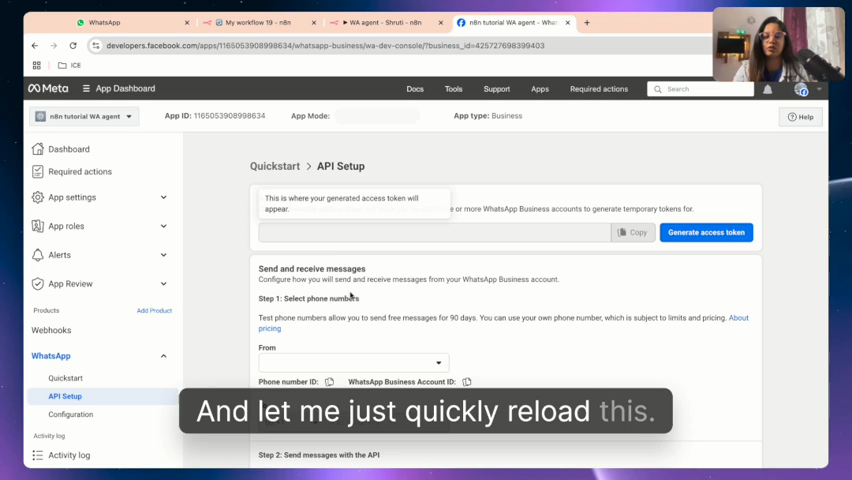 WhatsApp
My workflow 19 - n8n
WA agent - Shruti - n8n
n8n tutorial WA agent - What
developers.facebook.com/apps/1165053908998634/whatsapp-business/wa-dev-console/?business_id=425727698399403
ICE
Meta
App Dashboard
Docs
Tools
Support
Apps
Required actions
Search
n8n tutorial WA agent
App ID: 1165053908998634
App Mode:
App type: Business
Help
Dashboard
Required actions
App settings
App roles
Alerts
App Review
Products
Add Product
Webhooks
WhatsApp
Quickstart
API Setup
Configuration
Activity log
Activity log
Quickstart > API Setup
This is where your generated access token will
appear.
or more WhatsApp Business accounts to generate temporary tokens for.
Copy
Generate access token
Send and receive messages
Configure how you will send and receive messages from your WhatsApp Business account.
Step 1: Select phone numbers
Test phone numbers allow you to send free messages for 90 days. You can use your own phone number, which is subject to limits and pricing. About
pricing
From
Phone number ID:
WhatsApp Business Account ID:
And let me just quickly reload this.
Step 2: Send messages with the API